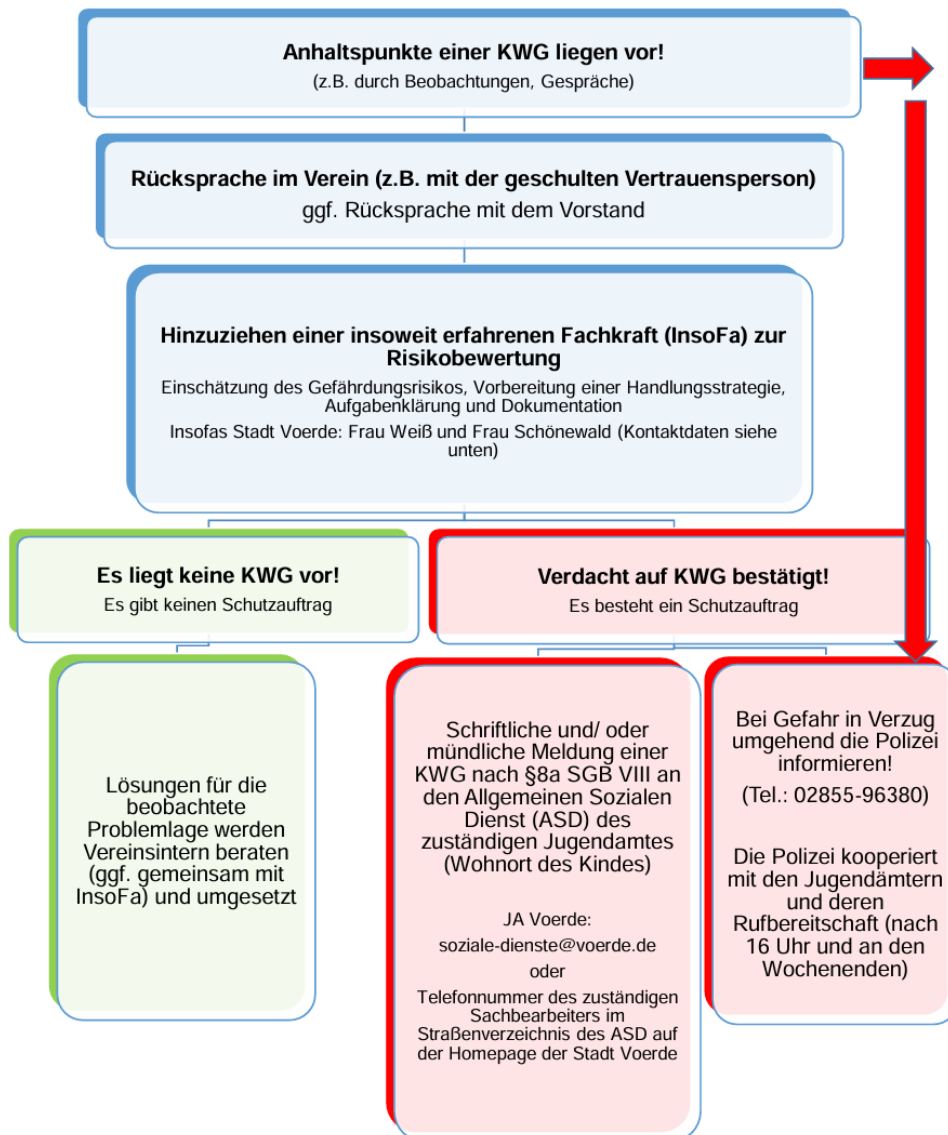 Anhaltspunkte einer KWG liegen vor!
(z.B. durch Beobachtungen, Gespräche)
Rücksprache im Verein (z.B. mit der geschulten Vertrauensperson)
ggf. Rücksprache mit dem Vorstand
Hinzuziehen einer insoweit erfahrenen Fachkraft (InsoFa) zur
Risikobewertung
Einschätzung des Gefährdungsrisikos, Vorbereitung einer Handlungsstrategie,
Aufgabenklärung und Dokumentation
Insofas Stadt Voerde: Frau Weiß und Frau Schönewald (Kontaktdaten siehe
unten)
Es liegt keine KWG vor!
Es gibt keinen Schutzauftrag
Verdacht auf KWG bestätigt!
Es besteht ein Schutzauftrag
Lösungen für die
beobachtete
Problemlage werden
Vereinsintern beraten
(ggf. gemeinsam mit
InsoFa) und umgesetzt
Schriftliche und/ oder
mündliche Meldung einer
KWG nach §8a SGB VIII an
den Allgemeinen Sozialen
Dienst (ASD) des
zuständigen Jugendamtes
(Wohnort des Kindes)
JA Voerde:
soziale-dienste@voerde.de
oder
Telefonnummer des zuständigen
Sachbearbeiters im
Straßenverzeichnis des ASD auf
der Homepage der Stadt Voerde
Bei Gefahr in Verzug
umgehend die Polizei
informieren!
(Tel.: 02855-96380)
Die Polizei kooperiert
mit den Jugendämtern
und deren
Rufbereitschaft (nach
16 Uhr und an den
Wochenenden)